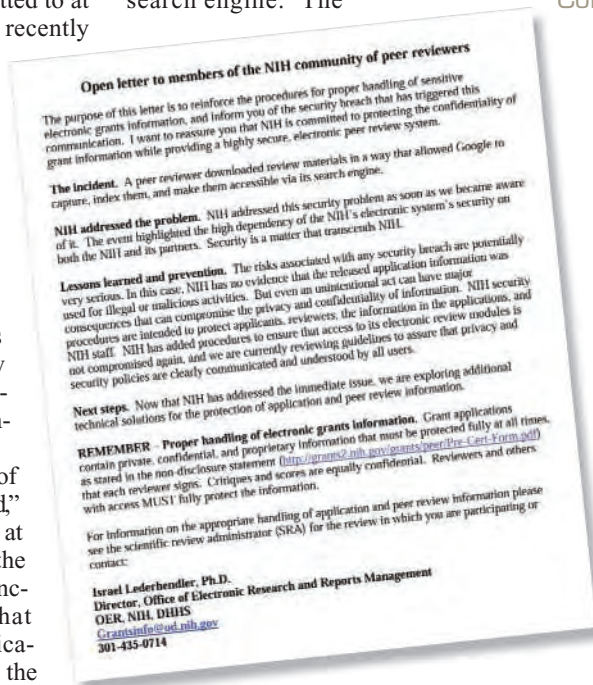 tted to at
recently
search engine. The
Open letter to members of the NIH community of peer reviewers
The purpose of this letter is to reinforce the procedures for proper handling of sensitive
electronic grants information, and inform you of the security breach that has triggered this
communication. I want to reassure you that NIH is committed to protecting the confidentiality of
grant information while providing a highly secure, electronic peer review system.
The incident. A peer reviewer downloaded review materials in a way that allowed Google to
capture, index them, and make them accessible via its search engine.
NIH addressed the problem. NIH addressed this security problem as soon as we became aware
of it. The event highlighted the high dependency of the NIH's electronic system's security on
both the NIH and its partners. Security is a matter that transcends NIH.
Lessons learned and prevention. The risks associated with any security breach are potentially
very serious. In this case, NIH has no evidence that the released application information was
used for illegal or malicious activities. But even an unintentional act can have major
consequences that can compromise the privacy and confidentiality of information. NIH security
procedures are intended to protect applicants, reviewers, the information in the applications, and
NIH staff. NIH has added procedures to ensure that access to its electronic review modules is
not compromised again, and we are currently reviewing guidelines to assure that privacy and
security policies are clearly communicated and understood by all users.
Next steps. Now that NIH has addressed the immediate issue, we are exploring additional
technical solutions for the protection of application and peer review information.
REMEMBER – Proper handling of electronic grants information. Grant applications
contain private, confidential, and proprietary information that must be protected fully at all times,
as stated in the non-disclosure statement (http://grants2.nih.gov/grants/peer/Pre-Cert-Form.pdf)
that each reviewer signs. Critiques and scores are equally confidential. Reviewers and others
with access MUST fully protect the information.
For information on the appropriate handling of application and peer review information please
see the scientific review administrator (SRA) for the review in which you are participating or
contact:
Israel Lederhendler, Ph.D.
Director, Office of Electronic Research and Reports Management
OER, NIH, DHHS
Grantsinfo@od.nih.gov
301-435-0714
of
d,”
at
the
nc-
hat
ica-
the